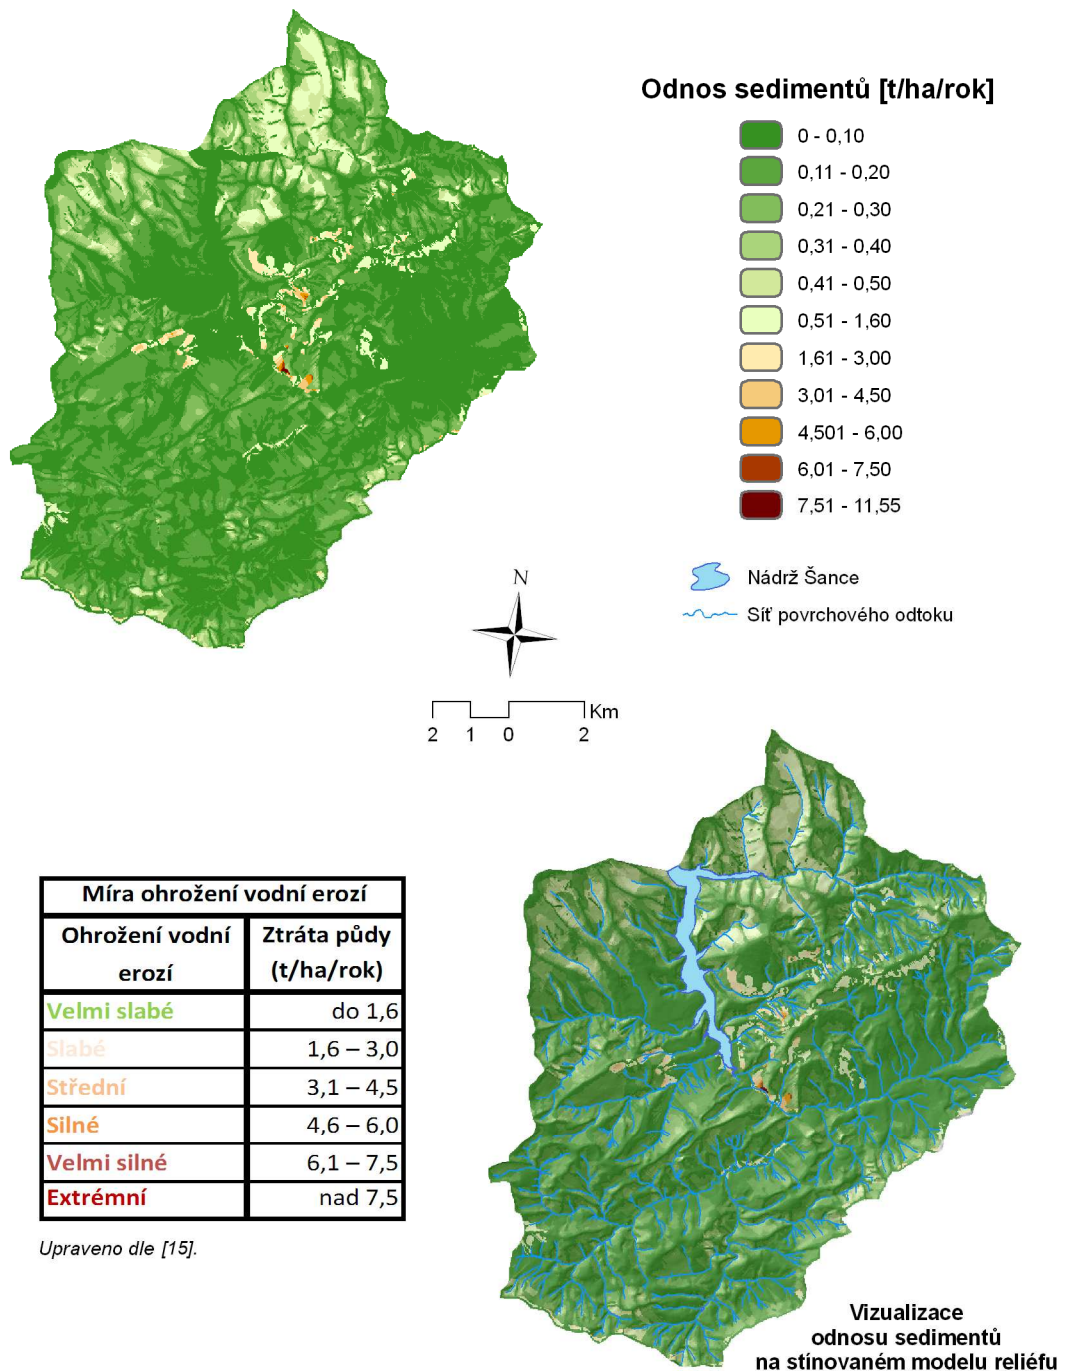 Odnos sedimentů [t/ha/rok]
0 - 0,10
0,11 - 0,20
0,21 - 0,30
0,31 - 0,40
0,41 - 0,50
0,51 - 1,60
1,61 - 3,00
3,01 - 4,50
4,501 - 6,00
6,01 - 7,50
7,51 - 11,55
Nádrž Šance
Síť povrchového odtoku
N
Km
2 1 0 2
Míra ohrožení vodní erozí
Ohrožení vodní erozí
Ztráta půdy (t/ha/rok)
Velmi slabé do 1,6
Slabé 1,6 – 3,0
Střední 3,1 – 4,5
Silné 4,6 – 6,0
Velmi silné 6,1 – 7,5
Extrémní nad 7,5
Upraveno dle [15].
Vizualizace
odnosu sedimentů
na stínovaném modelu reliéfu